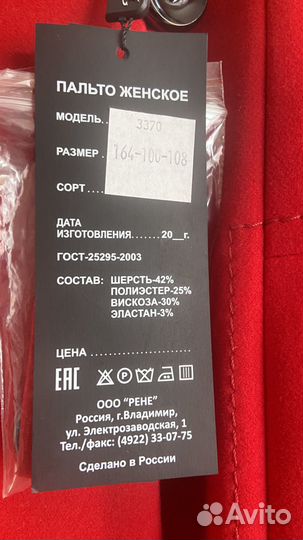 ПАЛЬТО ЖЕНСКОЕ
МОДЕЛЬ.. 3370
РАЗМЕР .. 164-100-108
СОРТ ......
ДАТА
ИЗГОТОВЛЕНИЯ....... 20__г.
ГОСТ-25295-2003
СОСТАВ: ШЕРСТЬ-42%
ПОЛИЭСТЕР-25%
ВИСКОЗА-30%
ЭЛАСТАН-3%
ЦЕНА
EAC P
ООО "РЕНЕ"
Россия, г.Владимир,
ул. Электрозаводская, 1
Тел./факс: (4922) 33-07-75
Сделано в России
Avito